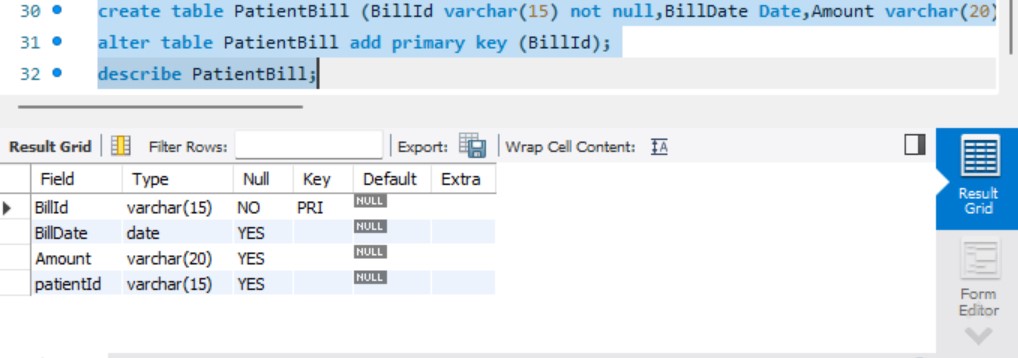 30 create table PatientBill (BillId varchar(15) not null,BillDate Date,Amount varchar(20)
31 alter table PatientBill add primary key (BillId);
32 describe PatientBill;
Result Grid Filter Rows: Export: Wrap Cell Content: IA
Field Type Null Key Default Extra
BillId varchar(15) NO PRI NULL
BillDate date YES NULL
Amount varchar(20) YES NULL
patientId varchar(15) YES NULL
Result
Grid
Form
Editor